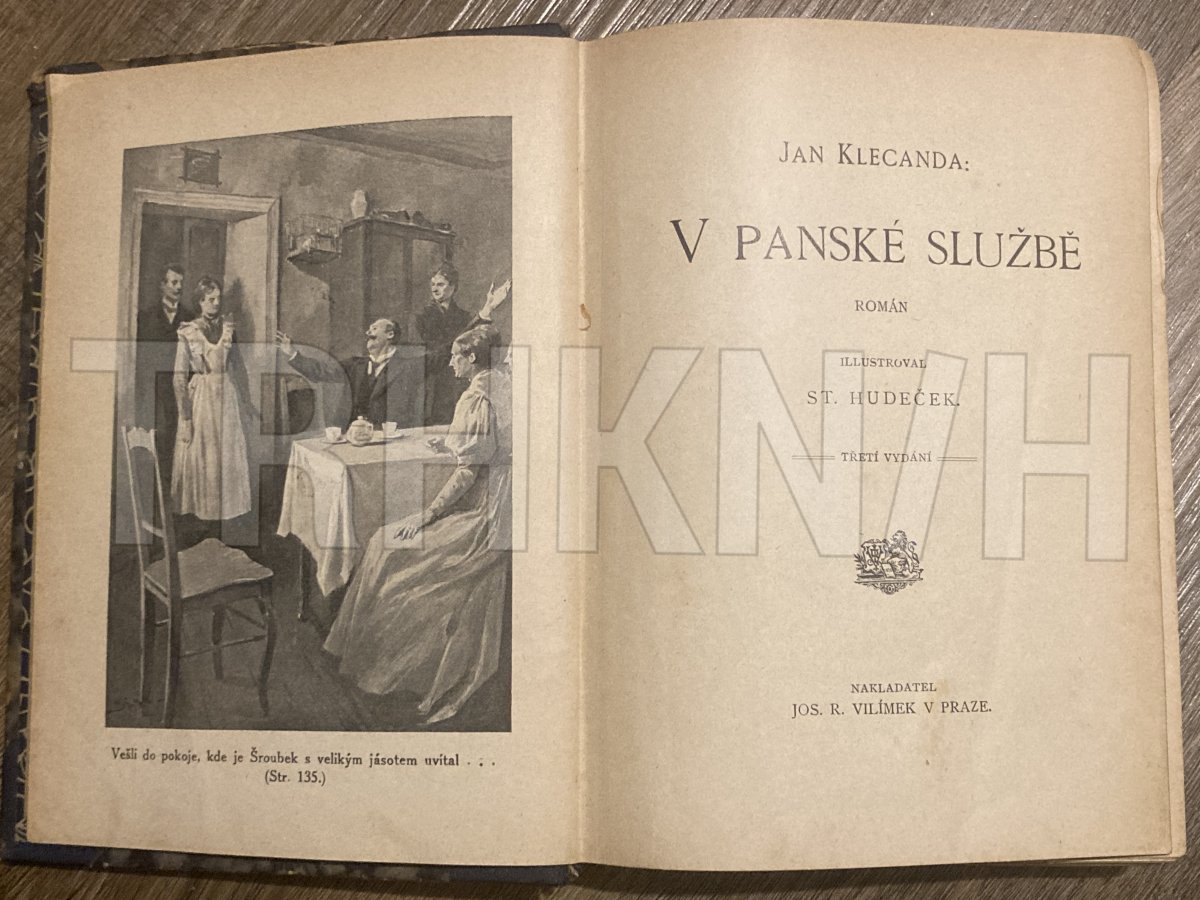 Vešli do pokoje, kde je Šroubek s velikým jásotem uvítal . . .
(Str. 135.)
JAN KLECANDA:
V PANSKÉ SLUŽBĚ
ROMÁN
ILLUSTROVAL
ST. HUDEČEK.
TŘETÍ VYDÁNÍ
NAKLADATEL
JOS. R. VILÍMEK V PRAZE.
TRHKNIH